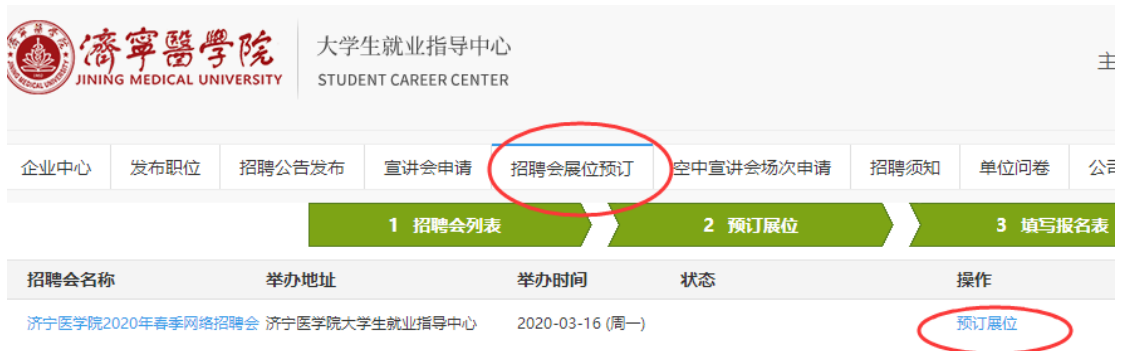 濟寧醫學院
JINING MEDICAL UNIVERSITY
大学生就业指导中心
STUDENT CAREER CENTER
主
企业中心 发布职位 招聘公告发布 宣讲会申请 招聘会展位预订 空中宣讲会场次申请 招聘须知 单位问卷 公司
1 招聘会列表 2 预订展位 3 填写报名表
招聘会名称 举办地址 举办时间 状态 操作
济宁医学院2020年春季网络招聘会 济宁医学院大学生就业指导中心 2020-03-16 (周一) 预订展位